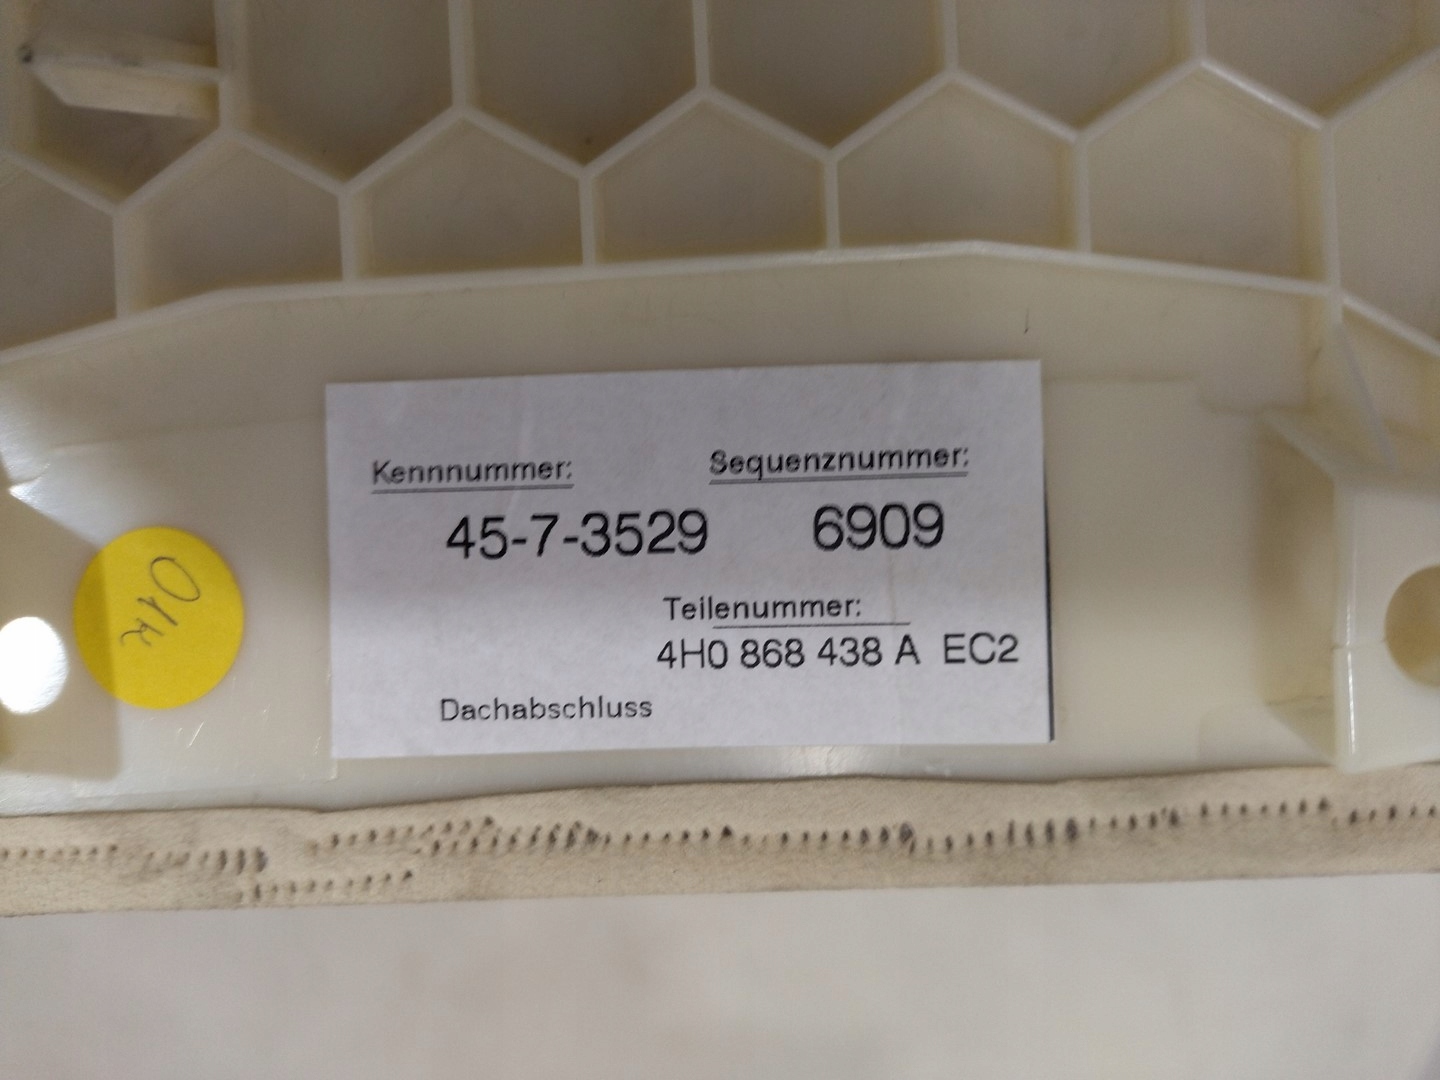 Kennnummer: Sequenznummer:
45-7-3529 6909
Teilenummer:
4H0 868 438 A EC2
Dachabschluss